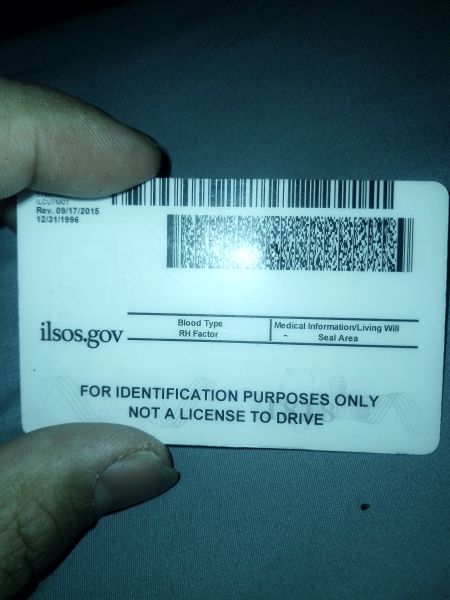 ILCU7M01
Rev. 09/17/2015
12/31/1996
ilsos.gov
Blood Type
RH Factor
Medical Information/Living Will
Seal Area
FOR IDENTIFICATION PURPOSES ONLY
NOT A LICENSE TO DRIVE